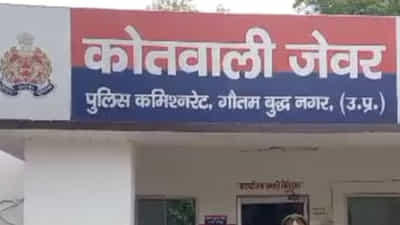 कोतवाली जेवर
पुलिस कमिश्नरेट, गौतम बुद्ध नगर, (उ.प्र.)